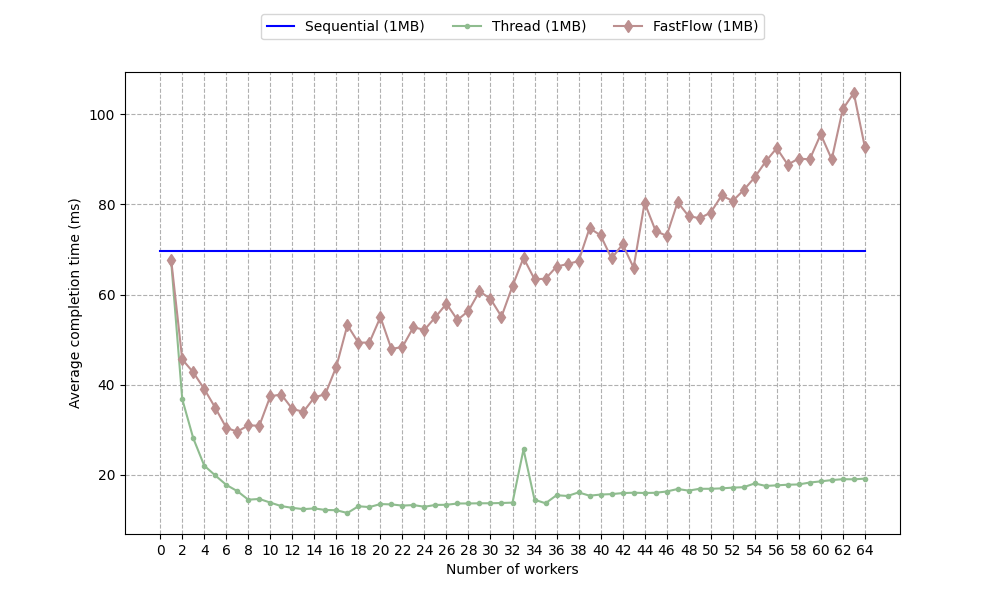 Sequential (1MB) Thread (1MB) FastFlow (1MB)
Average completion time (ms)
100
80
60
40
20
0 2 4 6 8 10 12 14 16 18 20 22 24 26 28 30 32 34 36 38 40 42 44 46 48 50 52 54 56 58 60 62 64
Number of workers